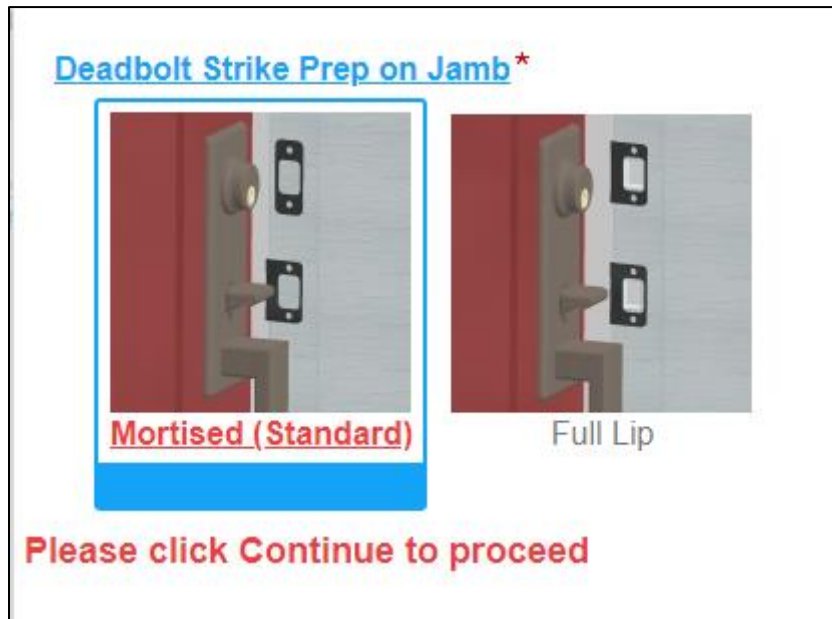 Deadbolt Strike Prep on Jamb*
Mortised (Standard)
Full Lip
Please click Continue to proceed